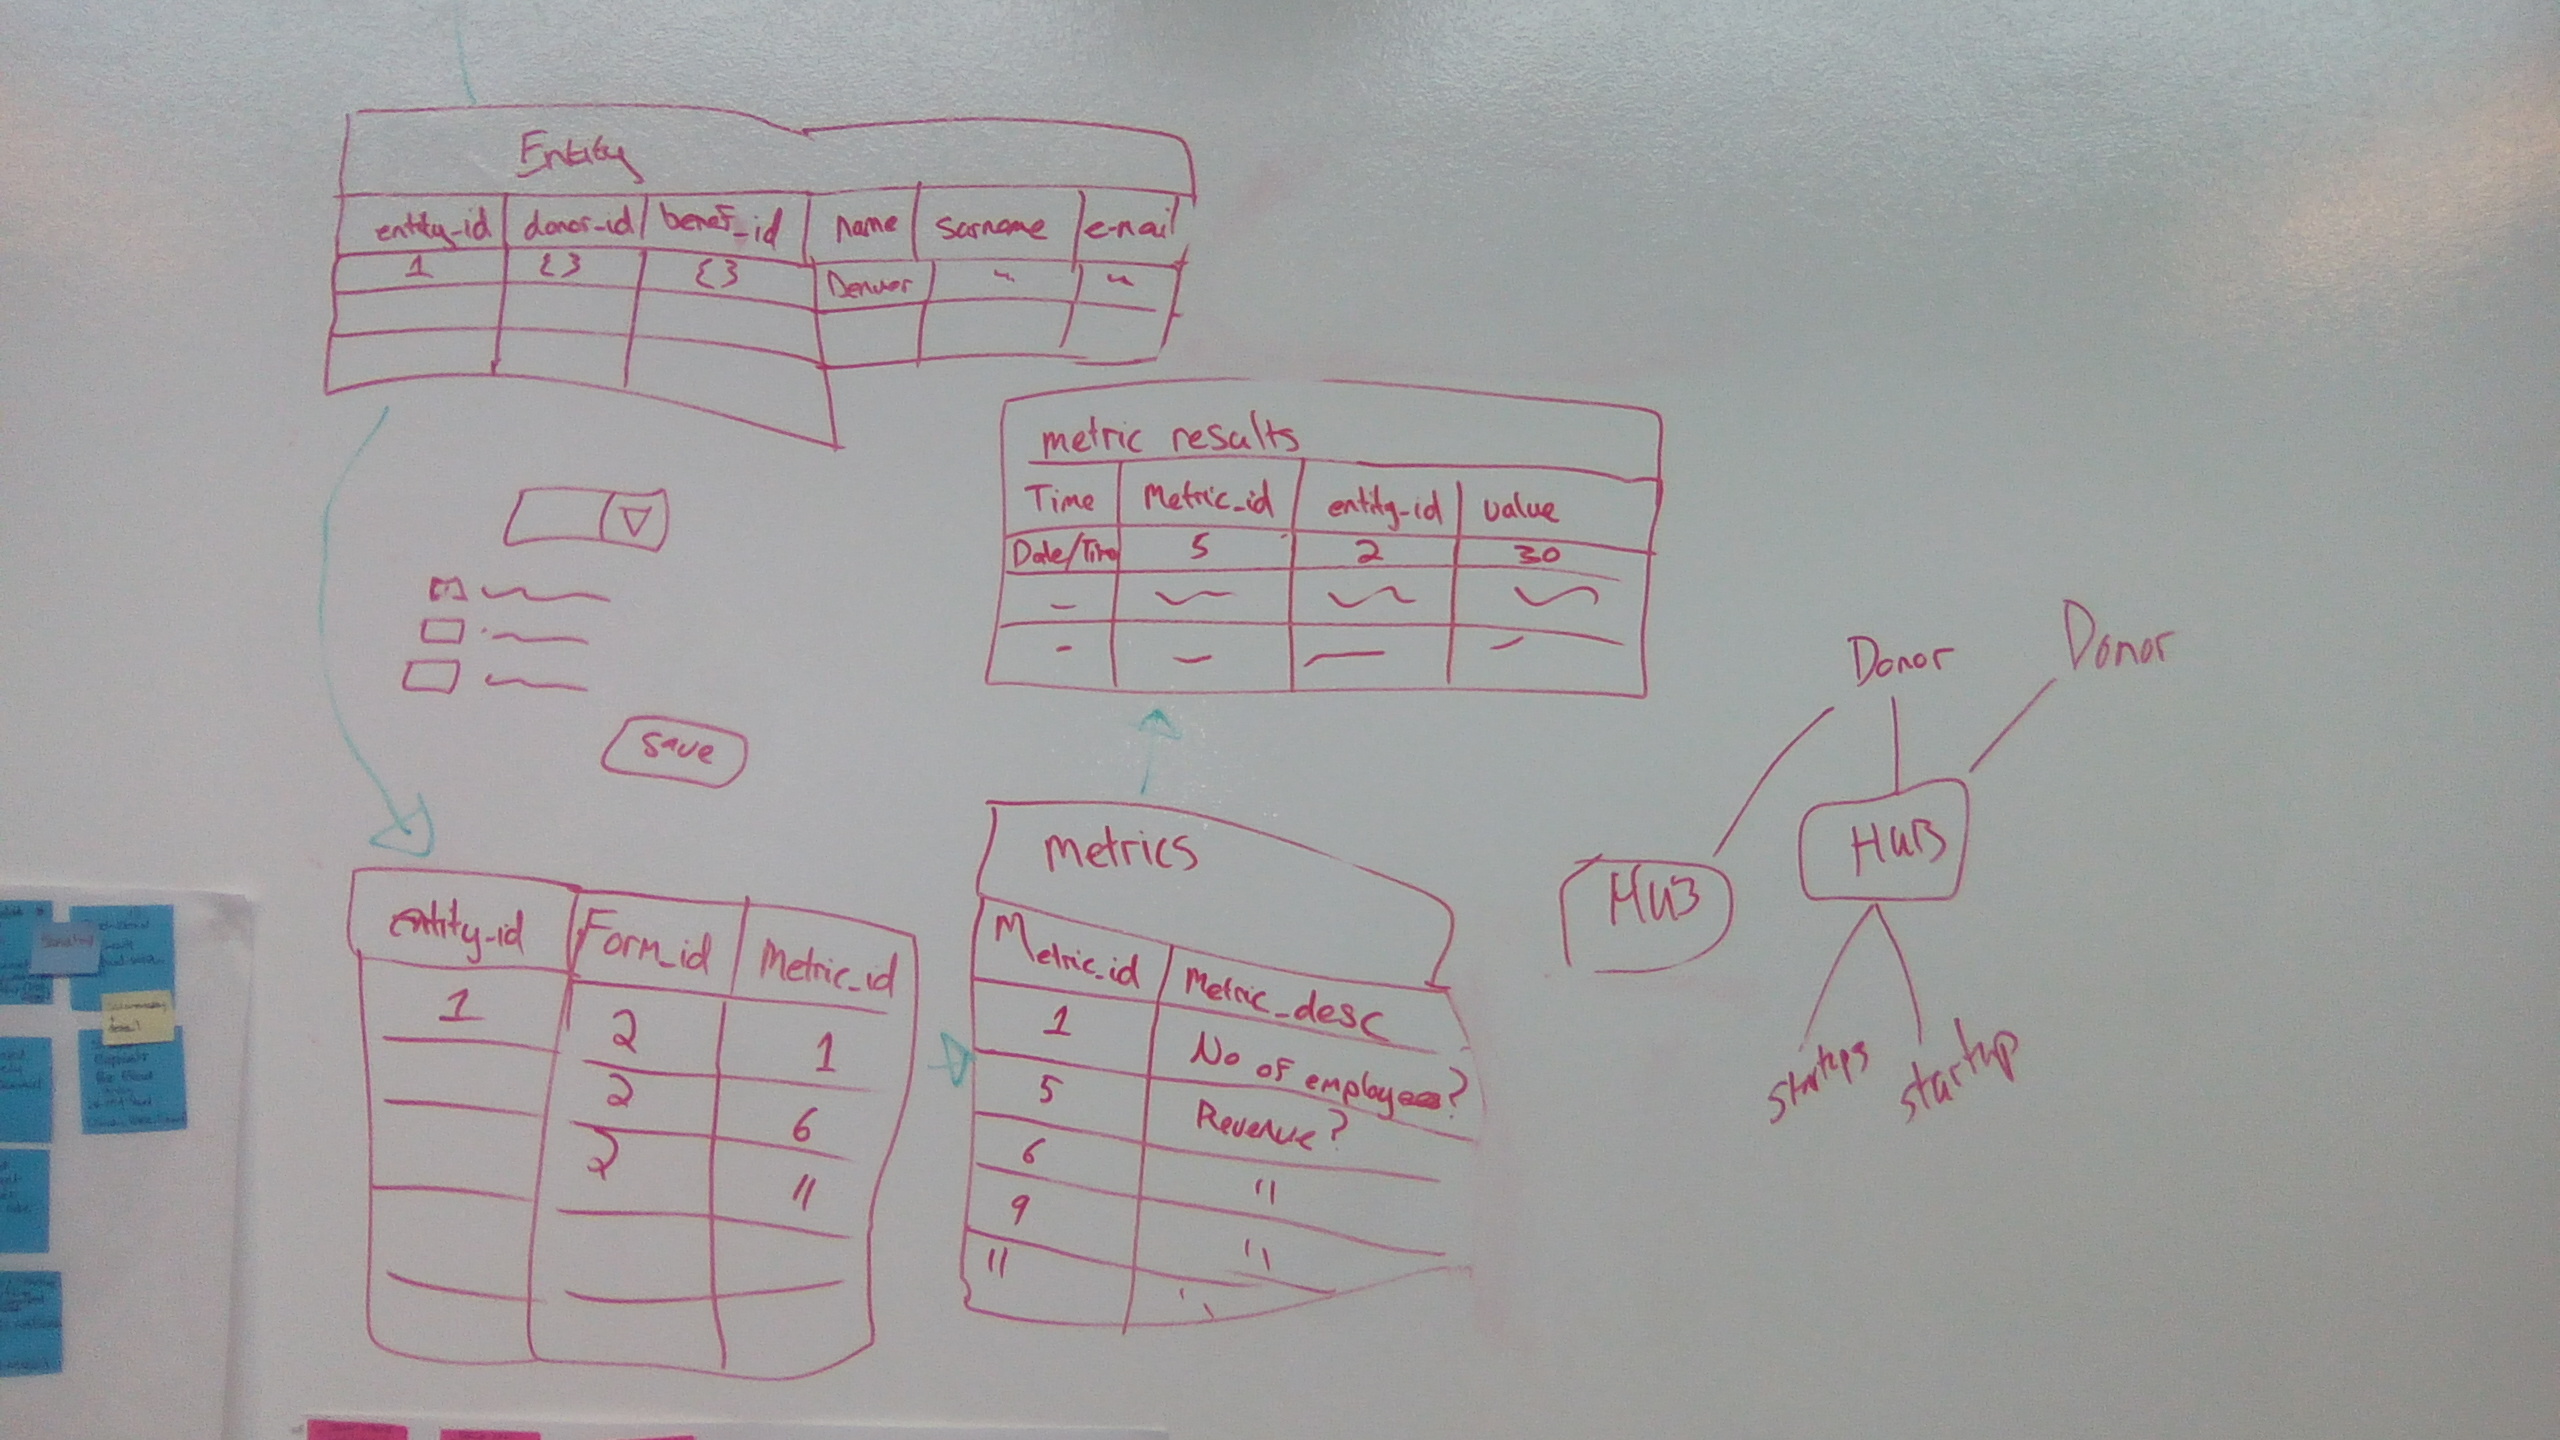 Entity
entity_id donor_id benef_id name sarname e-mail
1 {} {} Denver
metric results
Time Metric_id entity_id value
Date/Time 5 2 30
save
entity_id Form_id Metric_id
1 2 1
2 6
2 11
metrics
Metric_id Metric_desc
1 No of employees?
5 Revenue?
6 "
9 "
11 "
Donor Donor
HUB HUB
startups startup